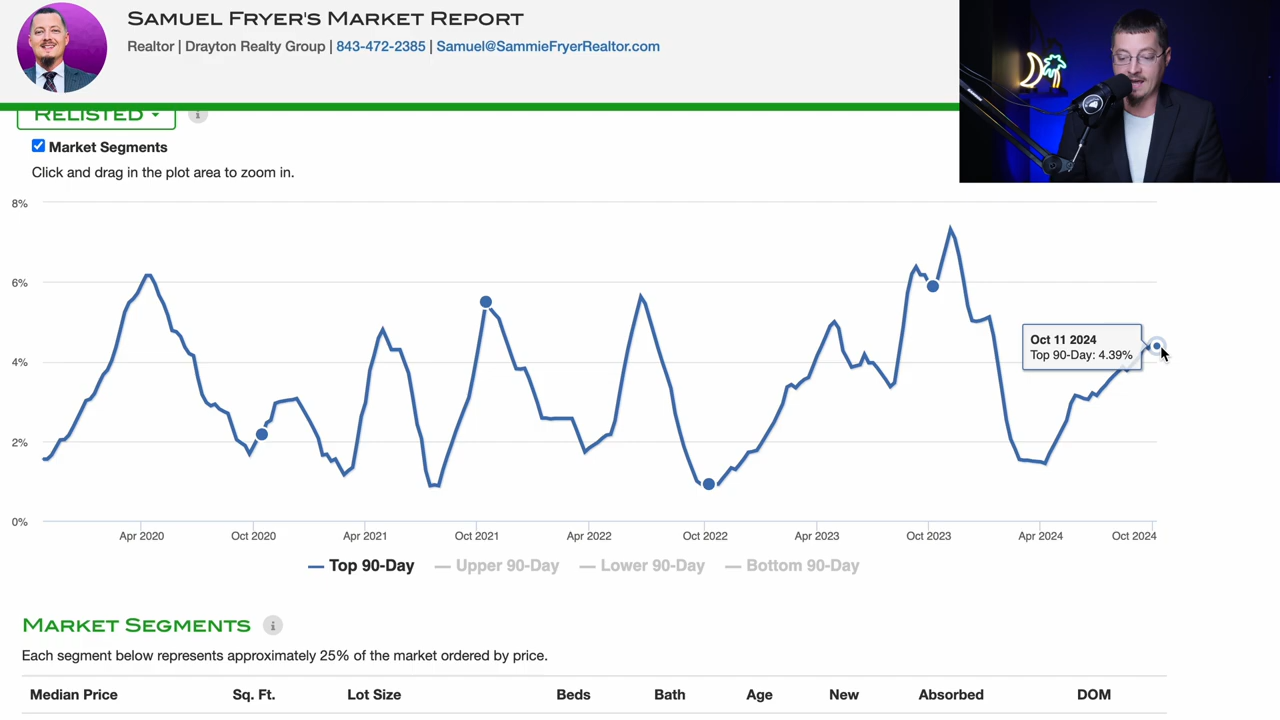 SAMUEL FRYER'S MARKET REPORT
Realtor | Drayton Realty Group | 843-472-2385 | Samuel@SammieFryerRealtor.com
RELISTED
i
Market Segments
Click and drag in the plot area to zoom in.
8%
6%
4%
2%
0%
Oct 11 2024
Top 90-Day: 4.39%
Apr 2020 Oct 2020 Apr 2021 Oct 2021 Apr 2022 Oct 2022 Apr 2023 Oct 2023 Apr 2024 Oct 2024
Top 90-Day Upper 90-Day Lower 90-Day Bottom 90-Day
MARKET SEGMENTS i
Each segment below represents approximately 25% of the market ordered by price.
Median Price Sq. Ft. Lot Size Beds Bath Age New Absorbed DOM